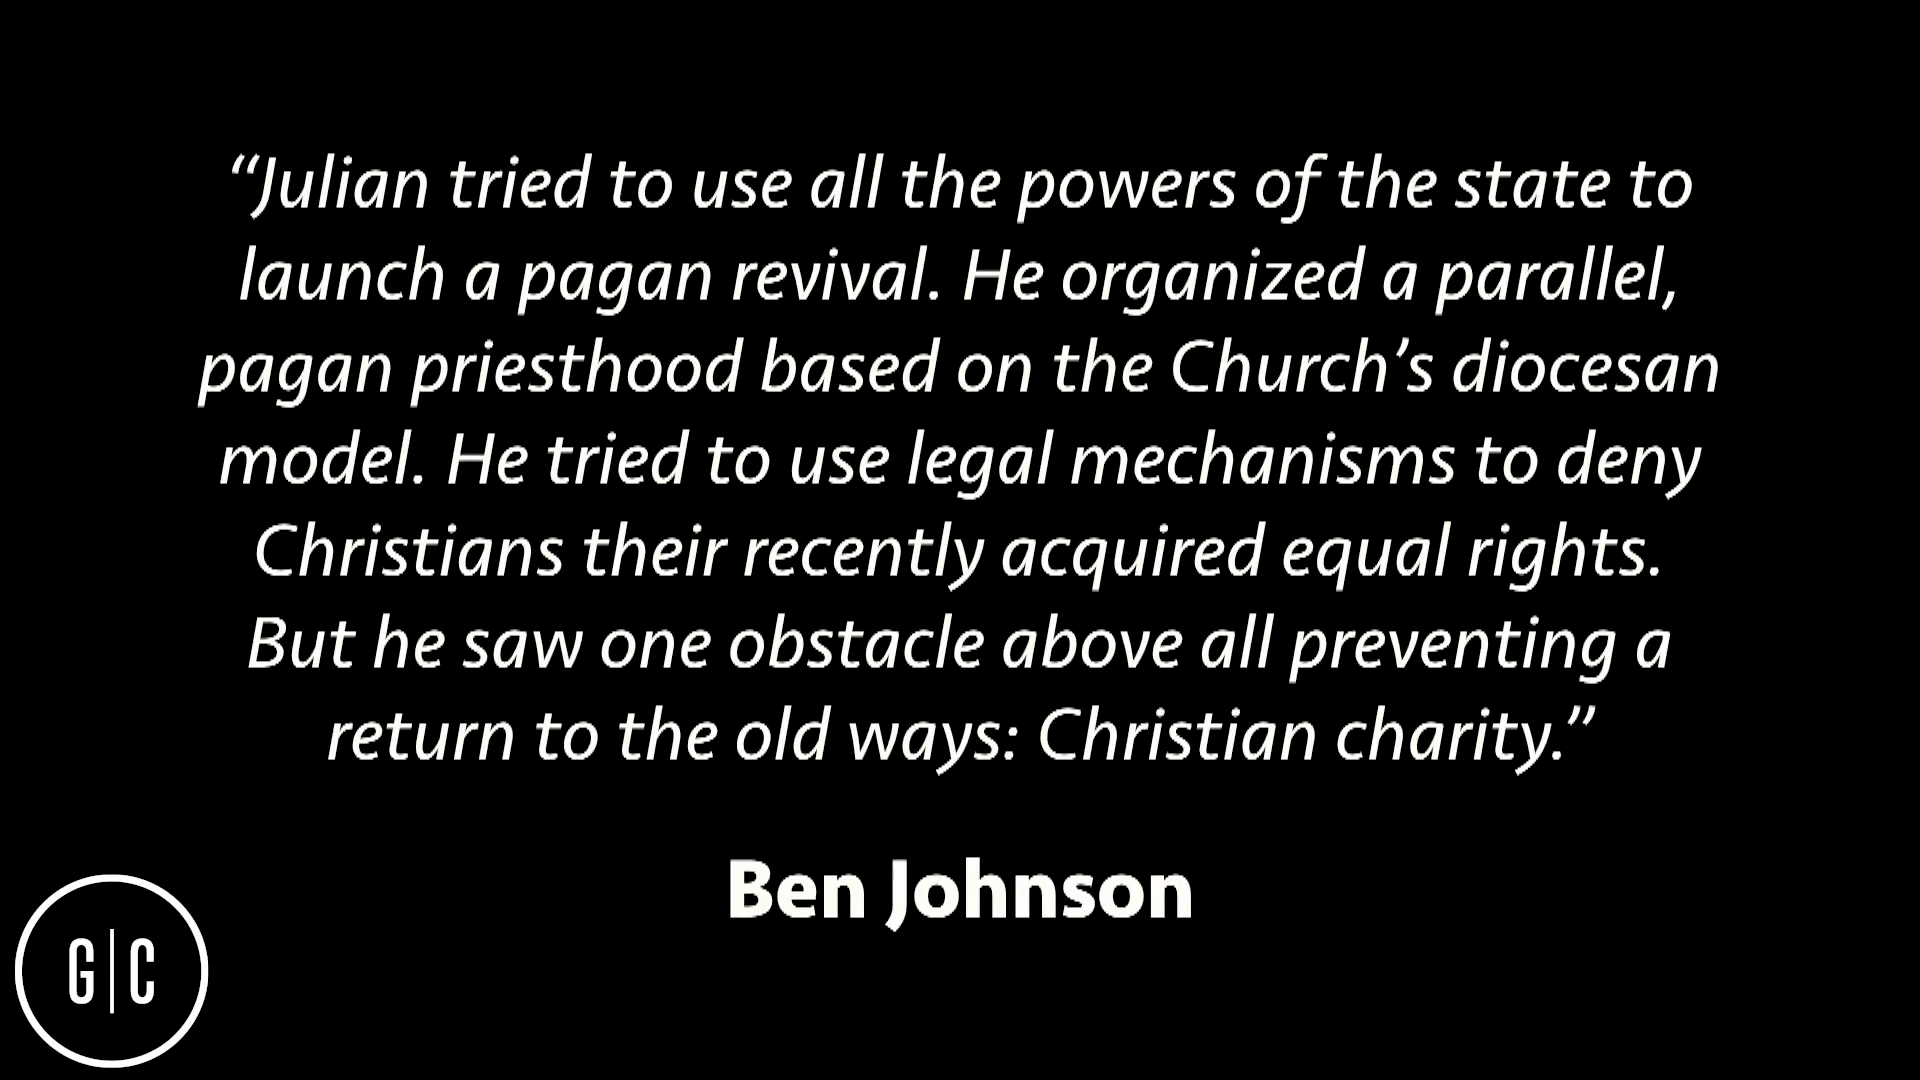 “Julian tried to use all the powers of the state to
launch a pagan revival. He organized a parallel,
pagan priesthood based on the Church’s diocesan
model. He tried to use legal mechanisms to deny
Christians their recently acquired equal rights.
But he saw one obstacle above all preventing a
return to the old ways: Christian charity.”
Ben Johnson
G|C